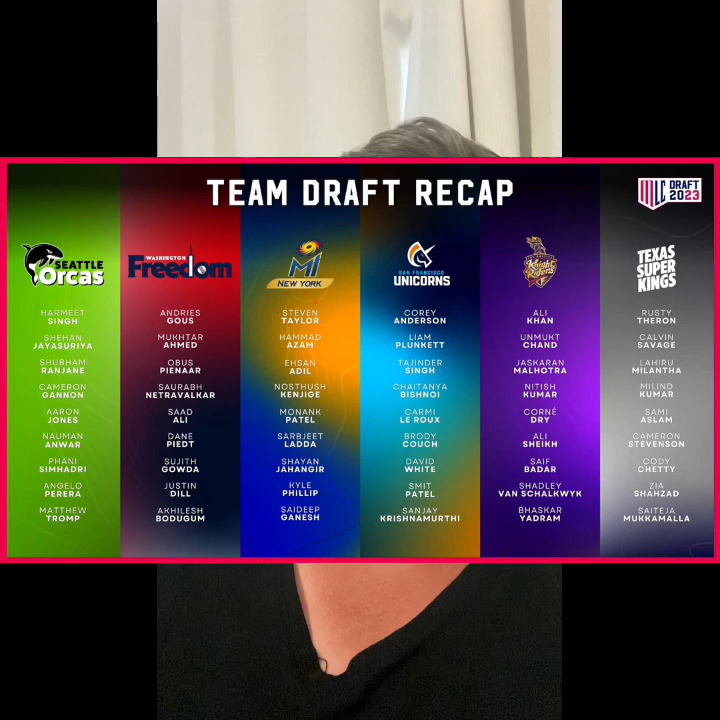 TEAM DRAFT RECAP
MLC DRAFT
2023
SEATTLE
Orcas
HARMEET
SINGH
SHEHAN
JAYASURIYA
SHUBHAM
RANJANE
CAMERON
GANNON
AARON
JONES
NAUMAN
ANWAR
PHANI
SIMHADRI
ANGELO
PERERA
MATTHEW
TROMP
WASHINGTON
Freedom
ANDRIES
GOUS
MUKHTAR
AHMED
OBUS
PIENAAR
SAURABH
NETRAVALKAR
SAAD
ALI
DANE
PIEDT
SUJITH
GOWDA
JUSTIN
DILL
AKHILESH
BODUGUM
MI
NEW YORK
STEVEN
TAYLOR
HAMMAD
AZAM
EHSAN
ADIL
NOSTHUSH
KENJIGE
MONANK
PATEL
SARBJEET
LADDA
SHAYAN
JAHANGIR
KYLE
PHILLIP
SAIDEEP
GANESH
SAN FRANCISCO
UNICORNS
COREY
ANDERSON
LIAM
PLUNKETT
TAJINDER
SINGH
CHAITANYA
BISHNOI
CARMI
LE ROUX
BRODY
COUCH
DAVID
WHITE
SMIT
PATEL
SANJAY
KRISHNAMURTHI
Knight
Riders
ALI
KHAN
UNMUKT
CHAND
JASKARAN
MALHOTRA
NITISH
KUMAR
CORNÉ
DRY
ALI
SHEIKH
SAIF
BADAR
SHADLEY
VAN SCHALKWYK
BHASKAR
YADRAM
TEXAS
SUPER
KINGS
RUSTY
THERON
CALVIN
SAVAGE
LAHIRU
MILANTHA
MILIND
KUMAR
SAMI
ASLAM
CAMERON
STEVENSON
CODY
CHETTY
ZIA
SHAHZAD
SAITEJA
MUKKAMALLA